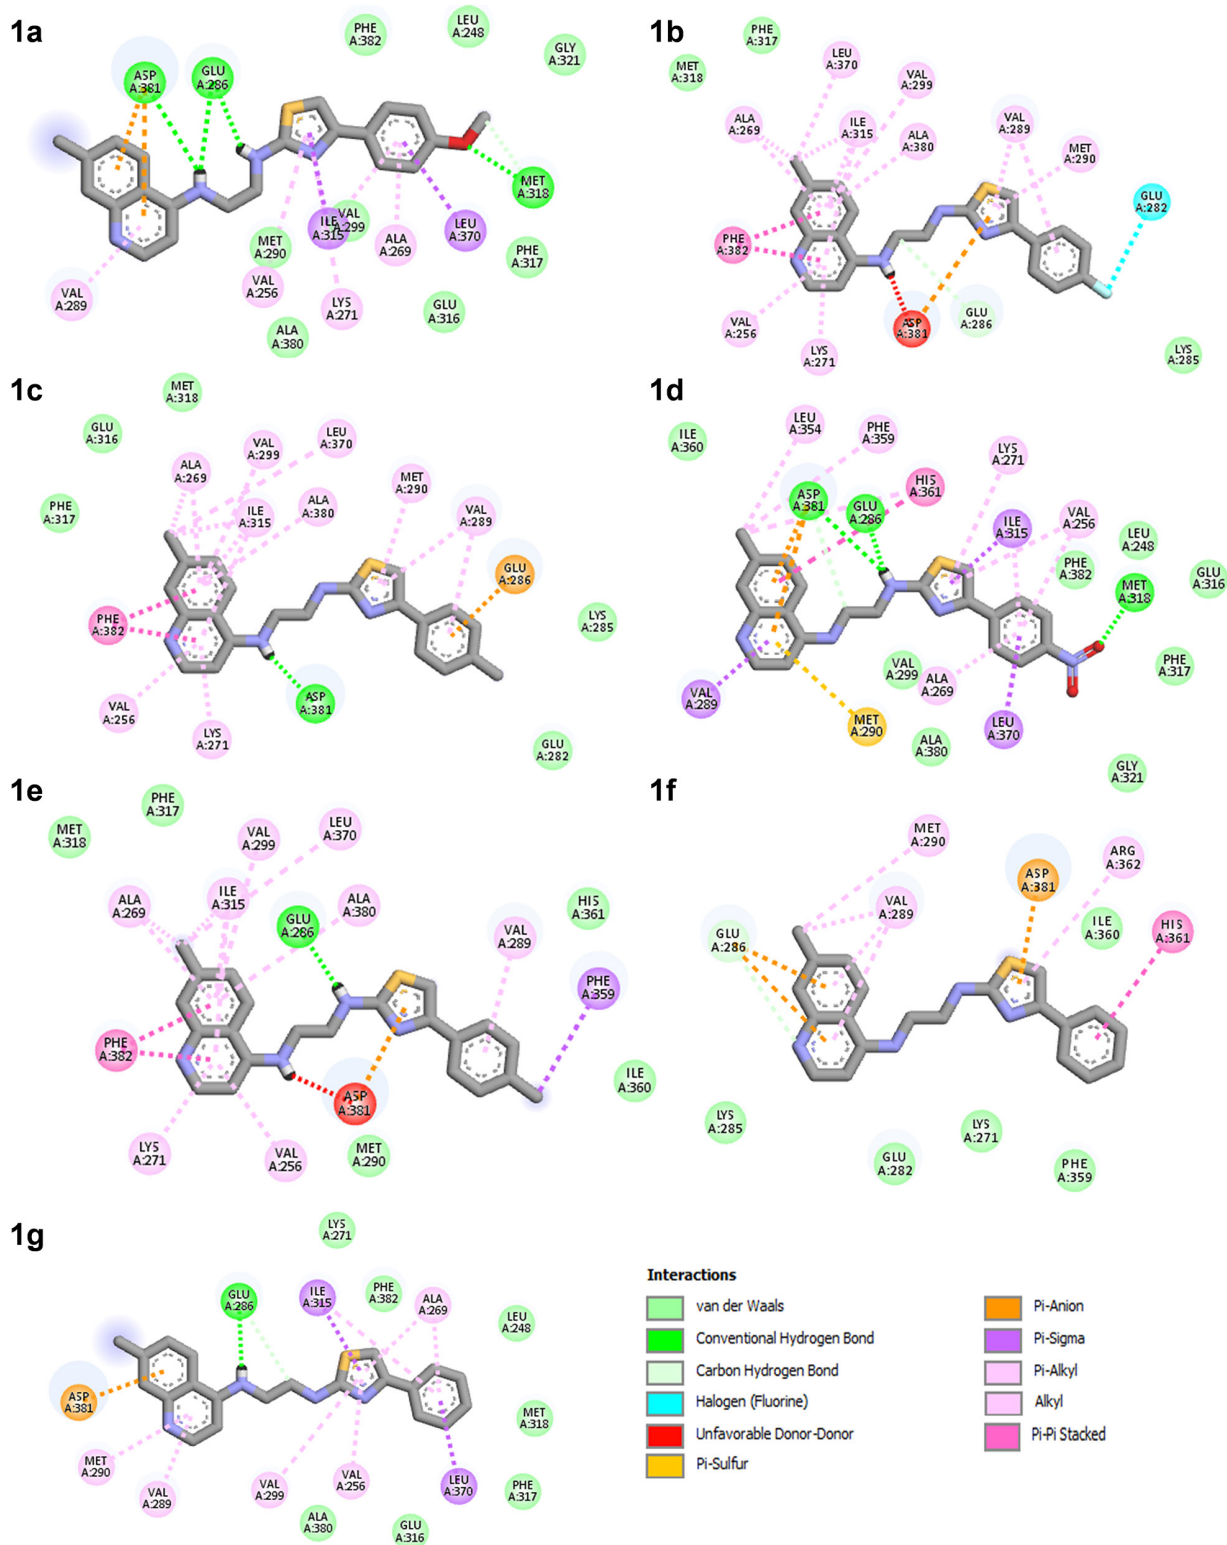 1a
PHE
A:382
LEU
A:248
GLY
A:321
ASP
A:381
GLU
A:286
MET
A:318
ILE
A:315
VAL
A:299
MET
A:290
ALA
A:269
LEU
A:370
PHE
A:317
VAL
A:256
VAL
A:289
LYS
A:271
GLU
A:316
ALA
A:380
1b
PHE
A:317
MET
A:318
LEU
A:370
VAL
A:299
ALA
A:269
ILE
A:315
ALA
A:380
VAL
A:289
MET
A:290
GLU
A:282
PHE
A:382
VAL
A:256
LYS
A:271
ASP
A:381
GLU
A:286
LYS
A:285
1c
MET
A:318
GLU
A:316
VAL
A:299
LEU
A:370
ALA
A:269
MET
A:290
PHE
A:317
ILE
A:315
ALA
A:380
VAL
A:289
GLU
A:286
PHE
A:382
LYS
A:285
VAL
A:256
LYS
A:271
ASP
A:381
GLU
A:282
1d
ILE
A:360
LEU
A:354
PHE
A:359
LYS
A:271
ASP
A:381
GLU
A:286
HIS
A:361
ILE
A:315
VAL
A:256
LEU
A:248
PHE
A:382
MET
A:318
GLU
A:316
VAL
A:299
ALA
A:269
PHE
A:317
VAL
A:289
MET
A:290
ALA
A:380
LEU
A:370
GLY
A:321
1e
PHE
A:317
MET
A:318
VAL
A:299
LEU
A:370
ALA
A:269
ILE
A:315
GLU
A:286
ALA
A:380
HIS
A:361
VAL
A:289
PHE
A:359
PHE
A:382
ASP
A:381
ILE
A:360
LYS
A:271
VAL
A:256
MET
A:290
1f
MET
A:290
ARG
A:362
ASP
A:381
VAL
A:289
GLU
A:286
ILE
A:360
HIS
A:361
LYS
A:285
GLU
A:282
LYS
A:271
PHE
A:359
1g
LYS
A:271
GLU
A:286
ILE
A:315
PHE
A:382
ALA
A:269
LEU
A:248
ASP
A:381
MET
A:318
MET
A:290
VAL
A:289
VAL
A:299
VAL
A:256
LEU
A:370
PHE
A:317
ALA
A:380
GLU
A:316
Interactions
van der Waals
Conventional Hydrogen Bond
Carbon Hydrogen Bond
Halogen (Fluorine)
Unfavorable Donor-Donor
Pi-Sulfur
Pi-Anion
Pi-Sigma
Pi-Alkyl
Alkyl
Pi-Pi Stacked